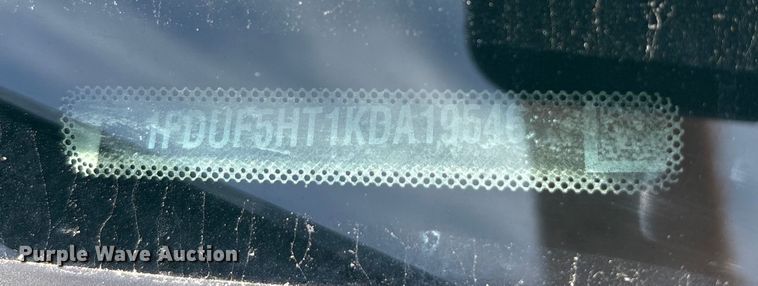 1FDUF5HT1KDA19546
Purple Wave Auction